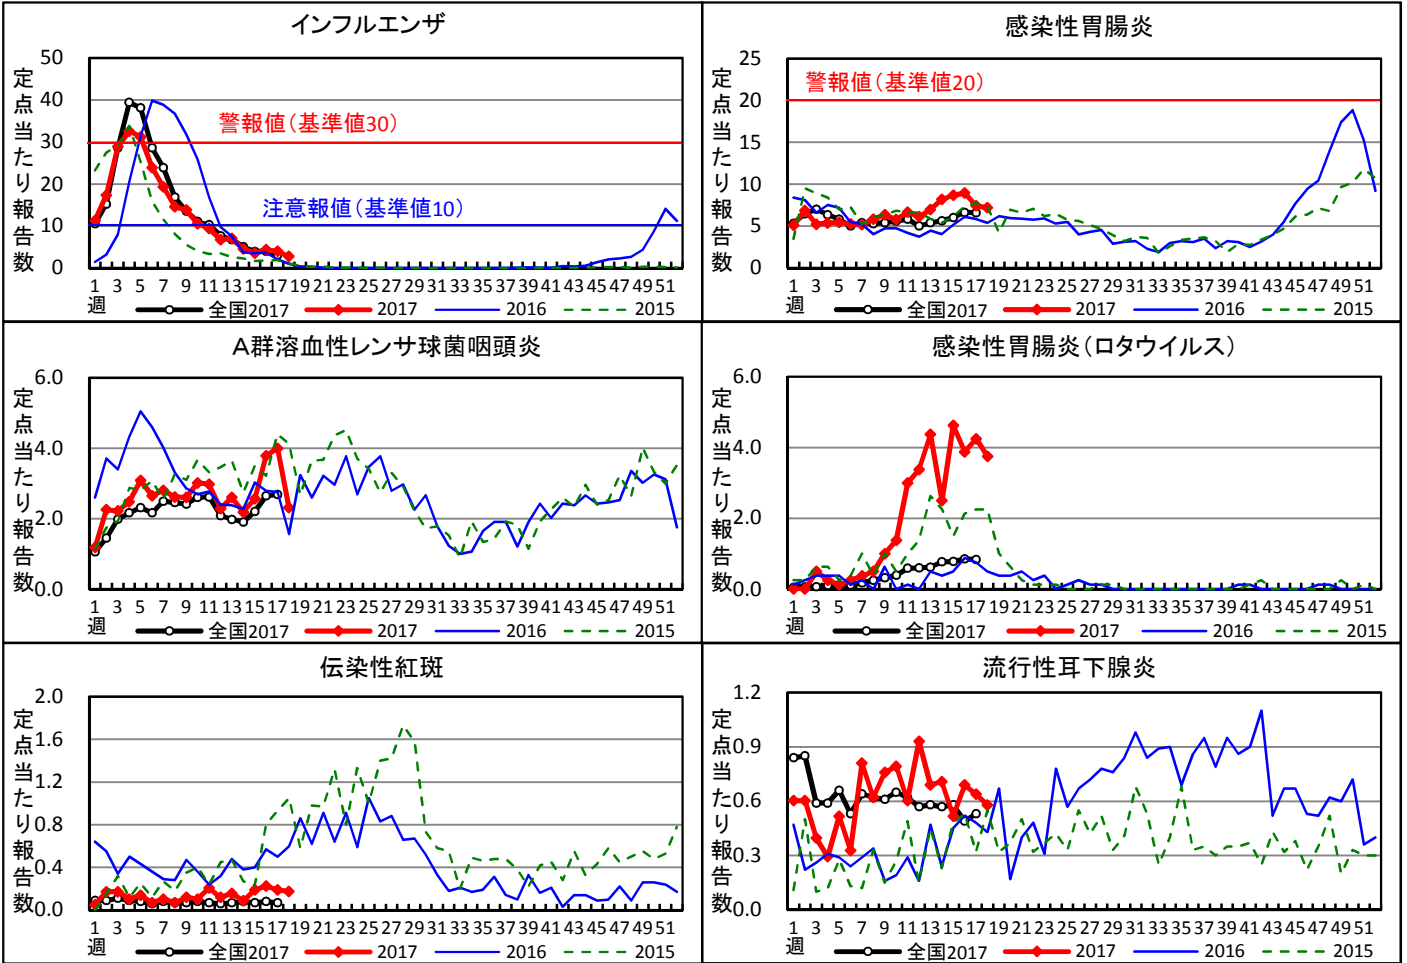 インフルエンザ
定点当たり報告数
50
40
30
20
10
0
警報値(基準値30)
注意報値(基準値10)
1 3 5 7 9 11 13 15 17 19 21 23 25 27 29 31 33 35 37 39 41 43 45 47 49 51
週
全国2017 2017 2016 2015
感染性胃腸炎
定点当たり報告数
25
20
15
10
5
0
警報値(基準値20)
1 3 5 7 9 11 13 15 17 19 21 23 25 27 29 31 33 35 37 39 41 43 45 47 49 51
週
全国2017 2017 2016 2015
A群溶血性レンサ球菌咽頭炎
定点当たり報告数
6.0
4.0
2.0
0.0
1 3 5 7 9 11 13 15 17 19 21 23 25 27 29 31 33 35 37 39 41 43 45 47 49 51
週
全国2017 2017 2016 2015
感染性胃腸炎(ロタウイルス)
定点当たり報告数
6.0
4.0
2.0
0.0
1 3 5 7 9 11 13 15 17 19 21 23 25 27 29 31 33 35 37 39 41 43 45 47 49 51
週
全国2017 2017 2016 2015
伝染性紅斑
定点当たり報告数
2.0
1.6
1.2
0.8
0.4
0.0
1 3 5 7 9 11 13 15 17 19 21 23 25 27 29 31 33 35 37 39 41 43 45 47 49 51
週
全国2017 2017 2016 2015
流行性耳下腺炎
定点当たり報告数
1.2
0.9
0.6
0.3
0.0
1 3 5 7 9 11 13 15 17 19 21 23 25 27 29 31 33 35 37 39 41 43 45 47 49 51
週
全国2017 2017 2016 2015